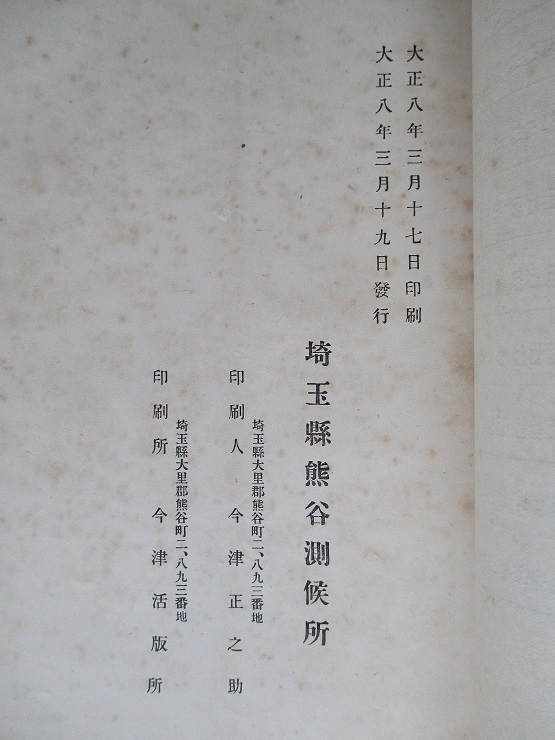 大正八年三月十七日印刷
大正八年三月十九日發行
埼玉縣熊谷測候所
埼玉縣大里郡熊谷町二、八九三番地
印刷人 今津正之助
埼玉縣大里郡熊谷町二、八九三番地
印刷所 今津活版所